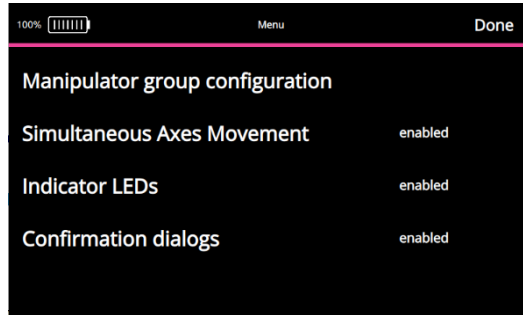 100% Menu Done
Manipulator group configuration
Simultaneous Axes Movement enabled
Indicator LEDs enabled
Confirmation dialogs enabled